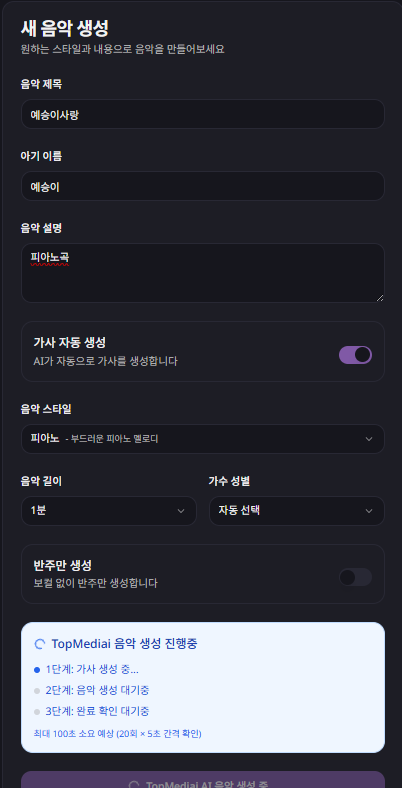 새 음악 생성
원하는 스타일과 내용으로 음악을 만들어보세요
음악 제목
예승이사랑
아기 이름
예승이
음악 설명
피아노곡
가사 자동 생성
AI가 자동으로 가사를 생성합니다
음악 스타일
피아노 - 부드러운 피아노 멜로디
음악 길이 가수 성별
1분 자동 선택
반주만 생성
보컬 없이 반주만 생성합니다
TopMediai 음악 생성 진행중
1단계: 가사 생성 중...
2단계: 음악 생성 대기중
3단계: 완료 확인 대기중
최대 100초 소요 예상 (20회 × 5초 간격 확인)
TopMediai AI 음악 생성 중